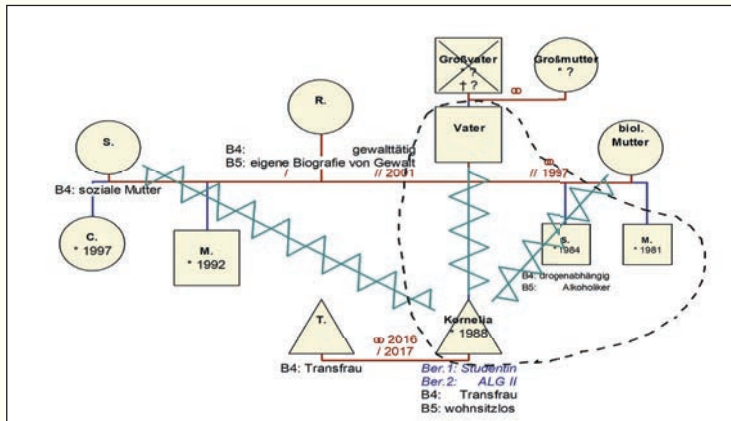 Großvater
* ?
† ?
Großmutter
* ?
ꝏ
R.
Vater
biol.
Mutter
S.
B4: gewalttätig
B5: eigene Biografie von Gewalt
/
// 2001
ꝏ
// 1997
B4: soziale Mutter
C.
* 1997
M.
* 1992
S.
* 1984
M.
* 1981
B4: drogenabhängig
B5: Alkoholiker
T.
Kornelia
* 1988
ꝏ 2016
/ 2017
B4: Transfrau
Ber.1: Studentin
Ber.2: ALG II
B4: Transfrau
B5: wohnsitzlos